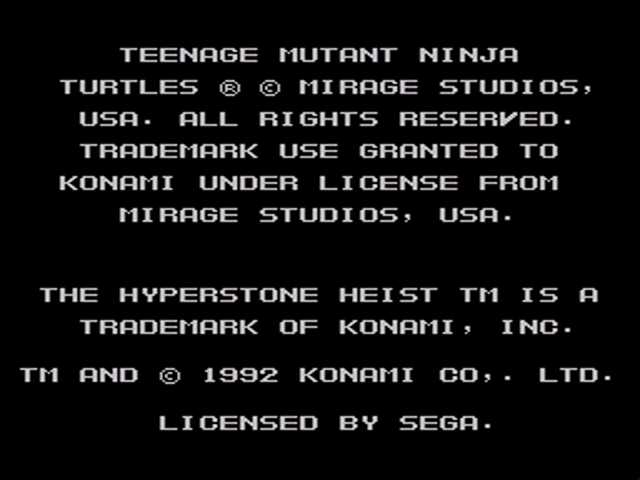 TEENAGE MUTANT NINJA
TURTLES ® © MIRAGE STUDIOS,
USA. ALL RIGHTS RESERVED.
TRADEMARK USE GRANTED TO
KONAMI UNDER LICENSE FROM
MIRAGE STUDIOS, USA.
THE HYPERSTONE HEIST TM IS A
TRADEMARK OF KONAMI, INC.
TM AND © 1992 KONAMI CO,. LTD.
LICENSED BY SEGA.